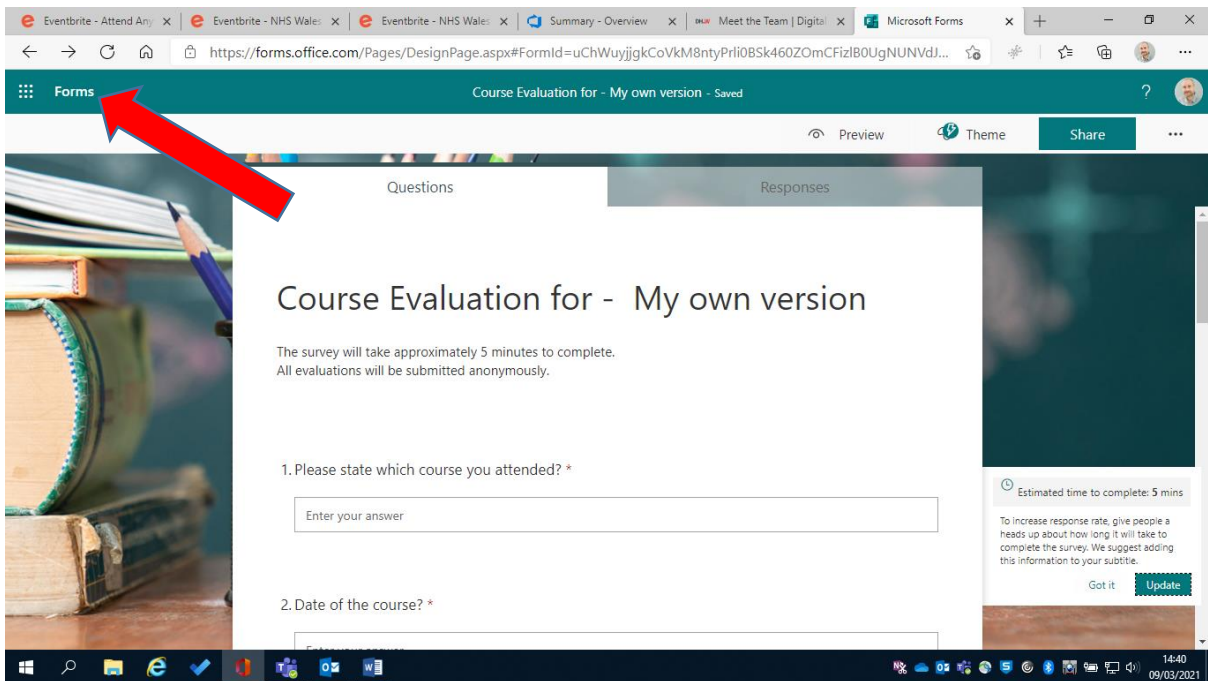 Eventbrite - Attend Any
Eventbrite - NHS Wales
Eventbrite - NHS Wales
Summary - Overview
Meet the Team | Digital
Microsoft Forms
https://forms.office.com/Pages/DesignPage.aspx#FormId=uChWuyjjgkCoVkM8ntyPrli0BSk460ZOmCFizlB0UgNUNVdJ...
Forms
Course Evaluation for - My own version - Saved
?
Preview
Theme
Share
Questions
Responses
Course Evaluation for - My own version
The survey will take approximately 5 minutes to complete.
All evaluations will be submitted anonymously.
1. Please state which course you attended? *
Enter your answer
Estimated time to complete: 5 mins
To increase response rate, give people a
heads up about how long it will take to
complete the survey. We suggest adding
this information to your subtitle.
Got it
Update
2. Date of the course? *
Enter your answer
14:40
09/03/2021